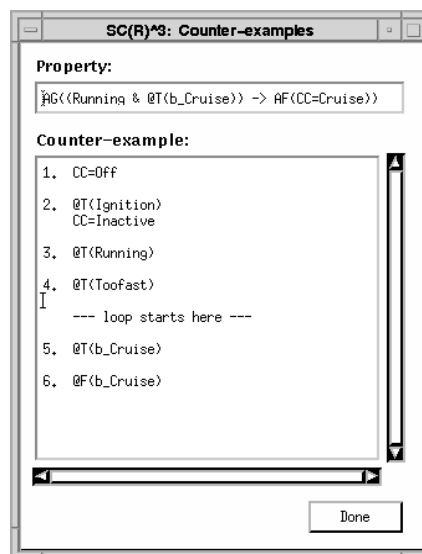 SC(R)^3: Counter-examples
Property:
AG((Running & @T(b_Cruise)) -> AF(CC=Cruise))
Counter-example:
1. CC=Off
2. @T(Ignition)
CC=Inactive
3. @T(Running)
4. @T(Toofast)
--- loop starts here ---
5. @T(b_Cruise)
6. @F(b_Cruise)
Done